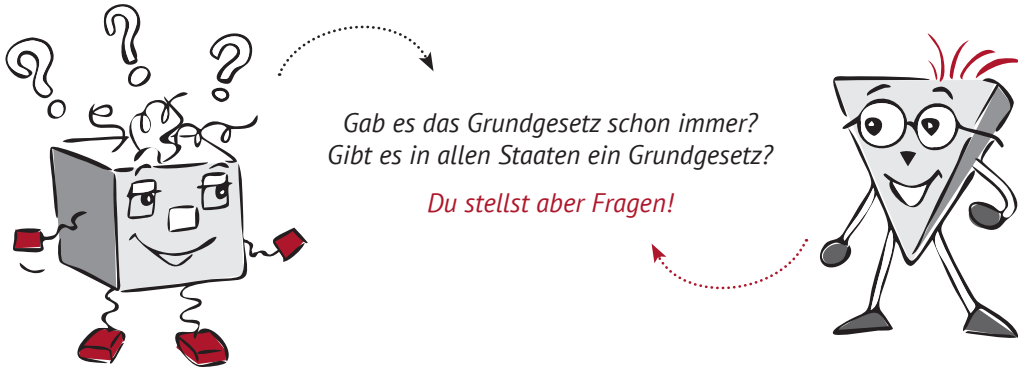 Gab es das Grundgesetz schon immer?
Gibt es in allen Staaten ein Grundgesetz?
Du stellst aber Fragen!